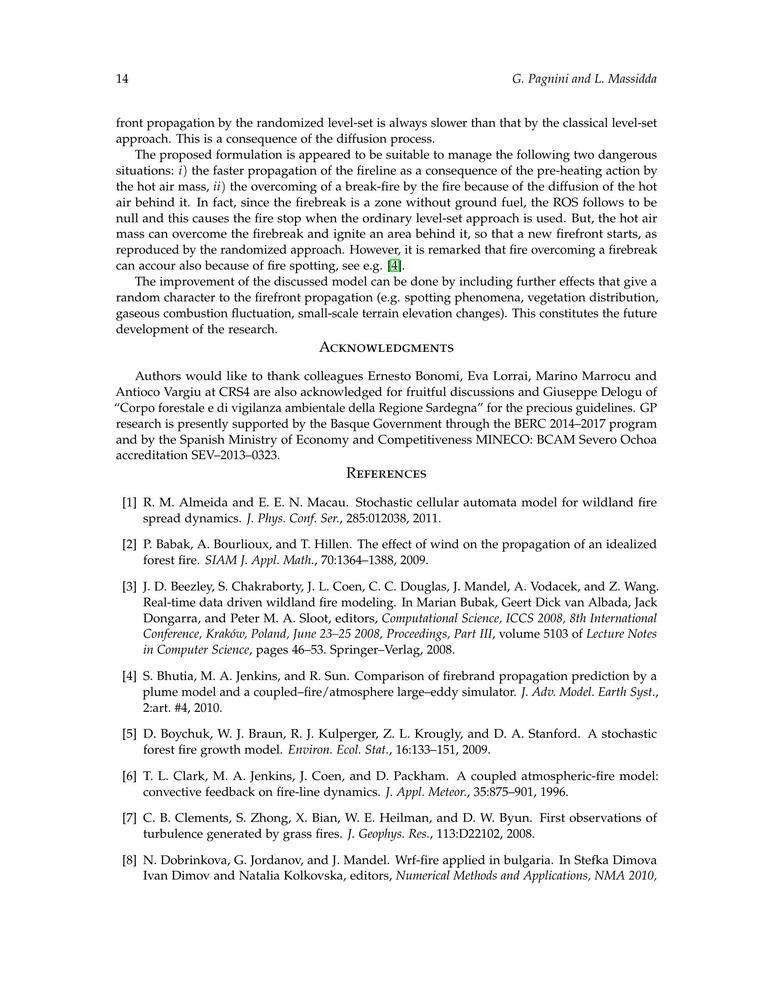 14
G. Pagnini and L. Massidda
front propagation by the randomized level-set is always slower than that by the classical level-set
approach. This is a consequence of the diffusion process.
The proposed formulation is appeared to be suitable to manage the following two dangerous
situations: i) the faster propagation of the fireline as a consequence of the pre-heating action by
the hot air mass, ii) the overcoming of a break-fire by the fire because of the diffusion of the hot
air behind it. In fact, since the firebreak is a zone without ground fuel, the ROS follows to be
null and this causes the fire stop when the ordinary level-set approach is used. But, the hot air
mass can overcome the firebreak and ignite an area behind it, so that a new firefront starts, as
reproduced by the randomized approach. However, it is remarked that fire overcoming a firebreak
can accour also because of fire spotting, see e.g. [4].
The improvement of the discussed model can be done by including further effects that give a
random character to the firefront propagation (e.g. spotting phenomena, vegetation distribution,
gaseous combustion fluctuation, small-scale terrain elevation changes). This constitutes the future
development of the research.
Acknowledgments
Authors would like to thank colleagues Ernesto Bonomi, Eva Lorrai, Marino Marrocu and
Antioco Vargiu at CRS4 are also acknowledged for fruitful discussions and Giuseppe Delogu of
“Corpo forestale e di vigilanza ambientale della Regione Sardegna” for the precious guidelines. GP
research is presently supported by the Basque Government through the BERC 2014–2017 program
and by the Spanish Ministry of Economy and Competitiveness MINECO: BCAM Severo Ochoa
accreditation SEV–2013–0323.
References
[1] R. M. Almeida and E. E. N. Macau. Stochastic cellular automata model for wildland fire
spread dynamics. J. Phys. Conf. Ser., 285:012038, 2011.
[2] P. Babak, A. Bourlioux, and T. Hillen. The effect of wind on the propagation of an idealized
forest fire. SIAM J. Appl. Math., 70:1364–1388, 2009.
[3] J. D. Beezley, S. Chakraborty, J. L. Coen, C. C. Douglas, J. Mandel, A. Vodacek, and Z. Wang.
Real-time data driven wildland fire modeling. In Marian Bubak, Geert Dick van Albada, Jack
Dongarra, and Peter M. A. Sloot, editors, Computational Science, ICCS 2008, 8th International
Conference, Kraków, Poland, June 23–25 2008, Proceedings, Part III, volume 5103 of Lecture Notes
in Computer Science, pages 46–53. Springer–Verlag, 2008.
[4] S. Bhutia, M. A. Jenkins, and R. Sun. Comparison of firebrand propagation prediction by a
plume model and a coupled–fire/atmosphere large–eddy simulator. J. Adv. Model. Earth Syst.,
2:art. #4, 2010.
[5] D. Boychuk, W. J. Braun, R. J. Kulperger, Z. L. Krougly, and D. A. Stanford. A stochastic
forest fire growth model. Environ. Ecol. Stat., 16:133–151, 2009.
[6] T. L. Clark, M. A. Jenkins, J. Coen, and D. Packham. A coupled atmospheric-fire model:
convective feedback on fire-line dynamics. J. Appl. Meteor., 35:875–901, 1996.
[7] C. B. Clements, S. Zhong, X. Bian, W. E. Heilman, and D. W. Byun. First observations of
turbulence generated by grass fires. J. Geophys. Res., 113:D22102, 2008.
[8] N. Dobrinkova, G. Jordanov, and J. Mandel. Wrf-fire applied in bulgaria. In Stefka Dimova
Ivan Dimov and Natalia Kolkovska, editors, Numerical Methods and Applications, NMA 2010,